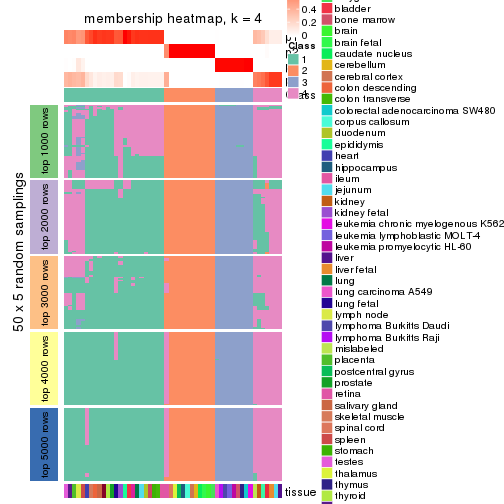 membership heatmap, k = 4
50 x 5 random samplings
top 1000 rows
top 2000 rows
top 3000 rows
top 4000 rows
top 5000 rows
0.4
0.2
0
Class
1
2
3
4
tissue
bladder
bone marrow
brain
brain fetal
caudate nucleus
cerebellum
cerebral cortex
colon descending
colon transverse
colorectal adenocarcinoma SW480
corpus callosum
duodenum
epididymis
heart
hippocampus
ileum
jejunum
kidney
kidney fetal
leukemia chronic myelogenous K562
leukemia lymphoblastic MOLT-4
leukemia promyelocytic HL-60
liver
liver fetal
lung
lung carcinoma A549
lung fetal
lymph node
lymphoma Burkitts Daudi
lymphoma Burkitts Raji
mislabeled
placenta
postcentral gyrus
prostate
retina
salivary gland
skeletal muscle
spinal cord
spleen
stomach
testes
thalamus
thymus
thyroid